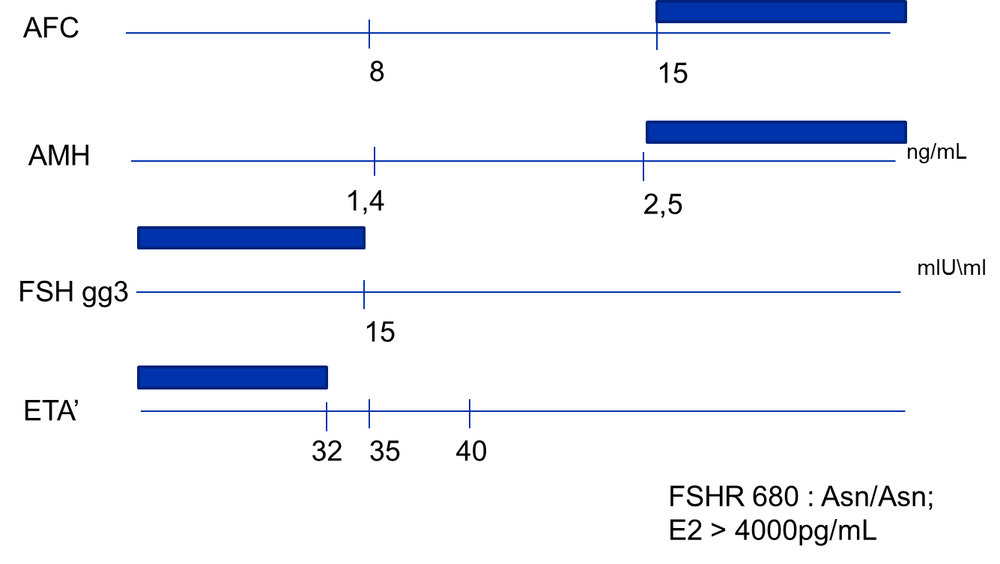 AFC
8
15
AMH
ng/mL
1,4
2,5
mIU\ml
FSH gg3
15
ETA’
32
35
40
FSHR 680 : Asn/Asn;
E2 > 4000pg/mL